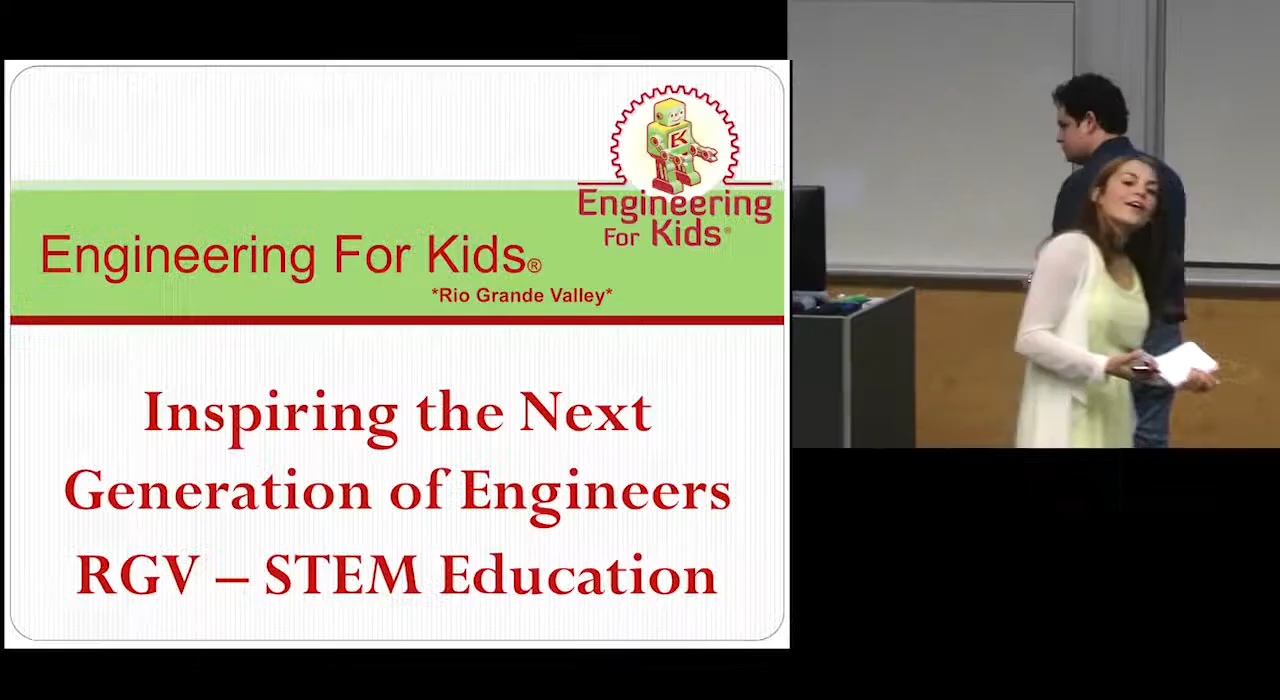 Engineering
For Kids®
Engineering For Kids®
*Rio Grande Valley*
Inspiring the Next
Generation of Engineers
RGV – STEM Education